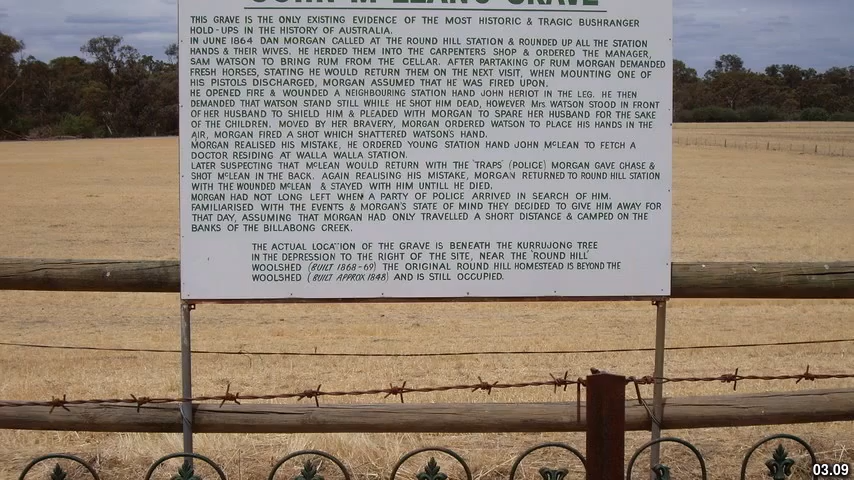 THIS GRAVE IS THE ONLY EXISTING EVIDENCE OF THE MOST HISTORIC & TRAGIC BUSHRANGER
HOLD-UPS IN THE HISTORY OF AUSTRALIA.
IN JUNE 1864 DAN MORGAN CALLED AT THE ROUND HILL STATION & ROUNDED UP ALL THE STATION
HANDS & THEIR WIVES. HE HERDED THEM INTO THE CARPENTERS SHOP & ORDERED THE MANAGER,
SAM WATSON TO BRING RUM FROM THE CELLAR. AFTER PARTAKING OF RUM MORGAN DEMANDED
FRESH HORSES, STATING HE WOULD RETURN THEM ON THE NEXT VISIT, WHEN MOUNTING ONE OF
HIS PISTOLS DISCHARGED, MORGAN ASSUMED THAT HE WAS FIRED UPON.
HE OPENED FIRE & WOUNDED A NEIGHBOURING STATION HAND JOHN HERIOT IN THE LEG. HE THEN
DEMANDED THAT WATSON STAND STILL WHILE HE SHOT HIM DEAD, HOWEVER Mrs WATSON STOOD IN FRONT
OF HER HUSBAND TO SHIELD HIM & PLEADED WITH MORGAN TO SPARE HER HUSBAND FOR THE SAKE
OF THE CHILDREN. MOVED BY HER BRAVERY, MORGAN ORDERED WATSON TO PLACE HIS HANDS IN THE
AIR, MORGAN FIRED A SHOT WHICH SHATTERED WATSON'S HAND.
MORGAN REALISED HIS MISTAKE, HE ORDERED YOUNG STATION HAND JOHN McLEAN TO FETCH A
DOCTOR RESIDING AT WALLA WALLA STATION.
LATER SUSPECTING THAT McLEAN WOULD RETURN WITH THE 'TRAPS' (POLICE) MORGAN GAVE CHASE &
SHOT McLEAN IN THE BACK. AGAIN REALISING HIS MISTAKE, MORGAN RETURNED TO ROUND HILL STATION
WITH THE WOUNDED McLEAN & STAYED WITH HIM UNTILL HE DIED.
MORGAN HAD NOT LONG LEFT WHEN A PARTY OF POLICE ARRIVED IN SEARCH OF HIM.
FAMILIARISED WITH THE EVENTS & MORGAN'S STATE OF MIND THEY DECIDED TO GIVE HIM AWAY FOR
THAT DAY, ASSUMING THAT MORGAN HAD ONLY TRAVELLED A SHORT DISTANCE & CAMPED ON THE
BANKS OF THE BILLABONG CREEK.
THE ACTUAL LOCATION OF THE GRAVE IS BENEATH THE KURRUJONG TREE
IN THE DEPRESSION TO THE RIGHT OF THE SITE, NEAR THE 'ROUND HILL'
WOOLSHED (BUILT 1868-69) THE ORIGINAL ROUND HILL HOMESTEAD IS BEYOND THE
WOOLSHED (BUILT APPROX 1848) AND IS STILL OCCUPIED.
03.09